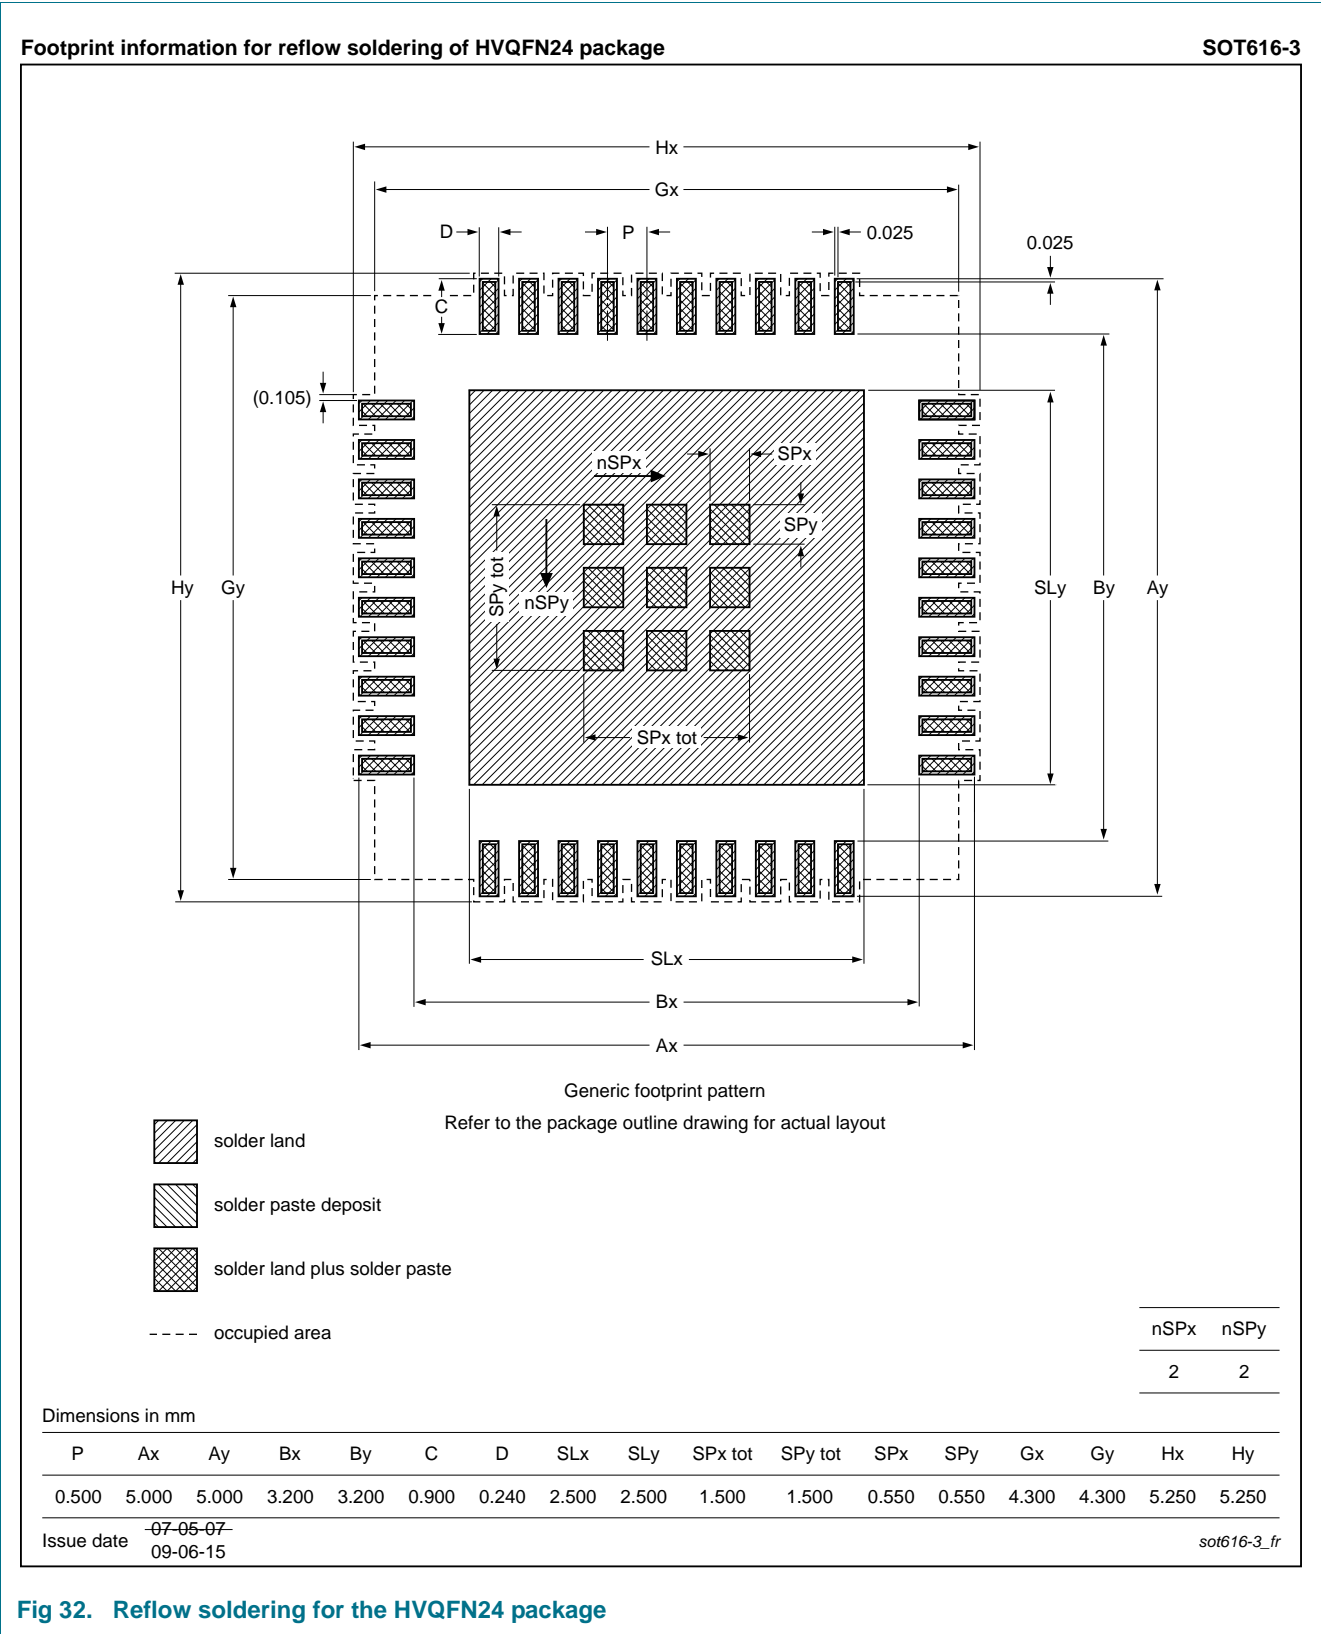 Footprint information for reflow soldering of HVQFN24 package SOT616-3
Hx
Gx
D P 0.025 0.025
C
(0.105)
nSPx SPx
SPy
SPy tot
nSPy
Hy Gy SLy By Ay
SPx tot
SLx
Bx
Ax
Generic footprint pattern
Refer to the package outline drawing for actual layout
solder land
solder paste deposit
solder land plus solder paste
occupied area
nSPx nSPy
2 2
Dimensions in mm
P Ax Ay Bx By C D SLx SLy SPx tot SPy tot SPx SPy Gx Gy Hx Hy
0.500 5.000 5.000 3.200 3.200 0.900 0.240 2.500 2.500 1.500 1.500 0.550 0.550 4.300 4.300 5.250 5.250
Issue date 07-05-07
09-06-15
sot616-3_fr
Fig 32. Reflow soldering for the HVQFN24 package